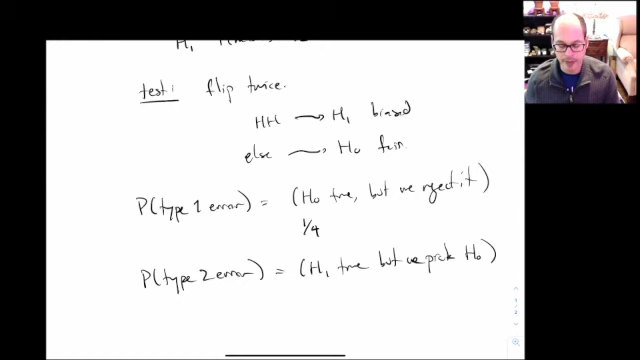 H₁
test: flip twice.
HH → H₁ biased
else → H₀ fair.
P(type 1 error) = (H₀ true, but we reject it)
1/4
P(type 2 error) = (H₁ true but we pick H₀)